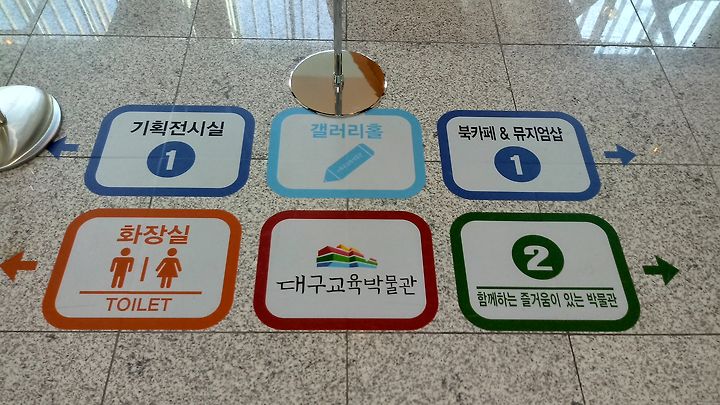 기획전시실
1
갤러리홀
북카페 & 뮤지엄샵
1
화장실
TOILET
대구교육박물관
2
함께하는 즐거움이 있는 박물관